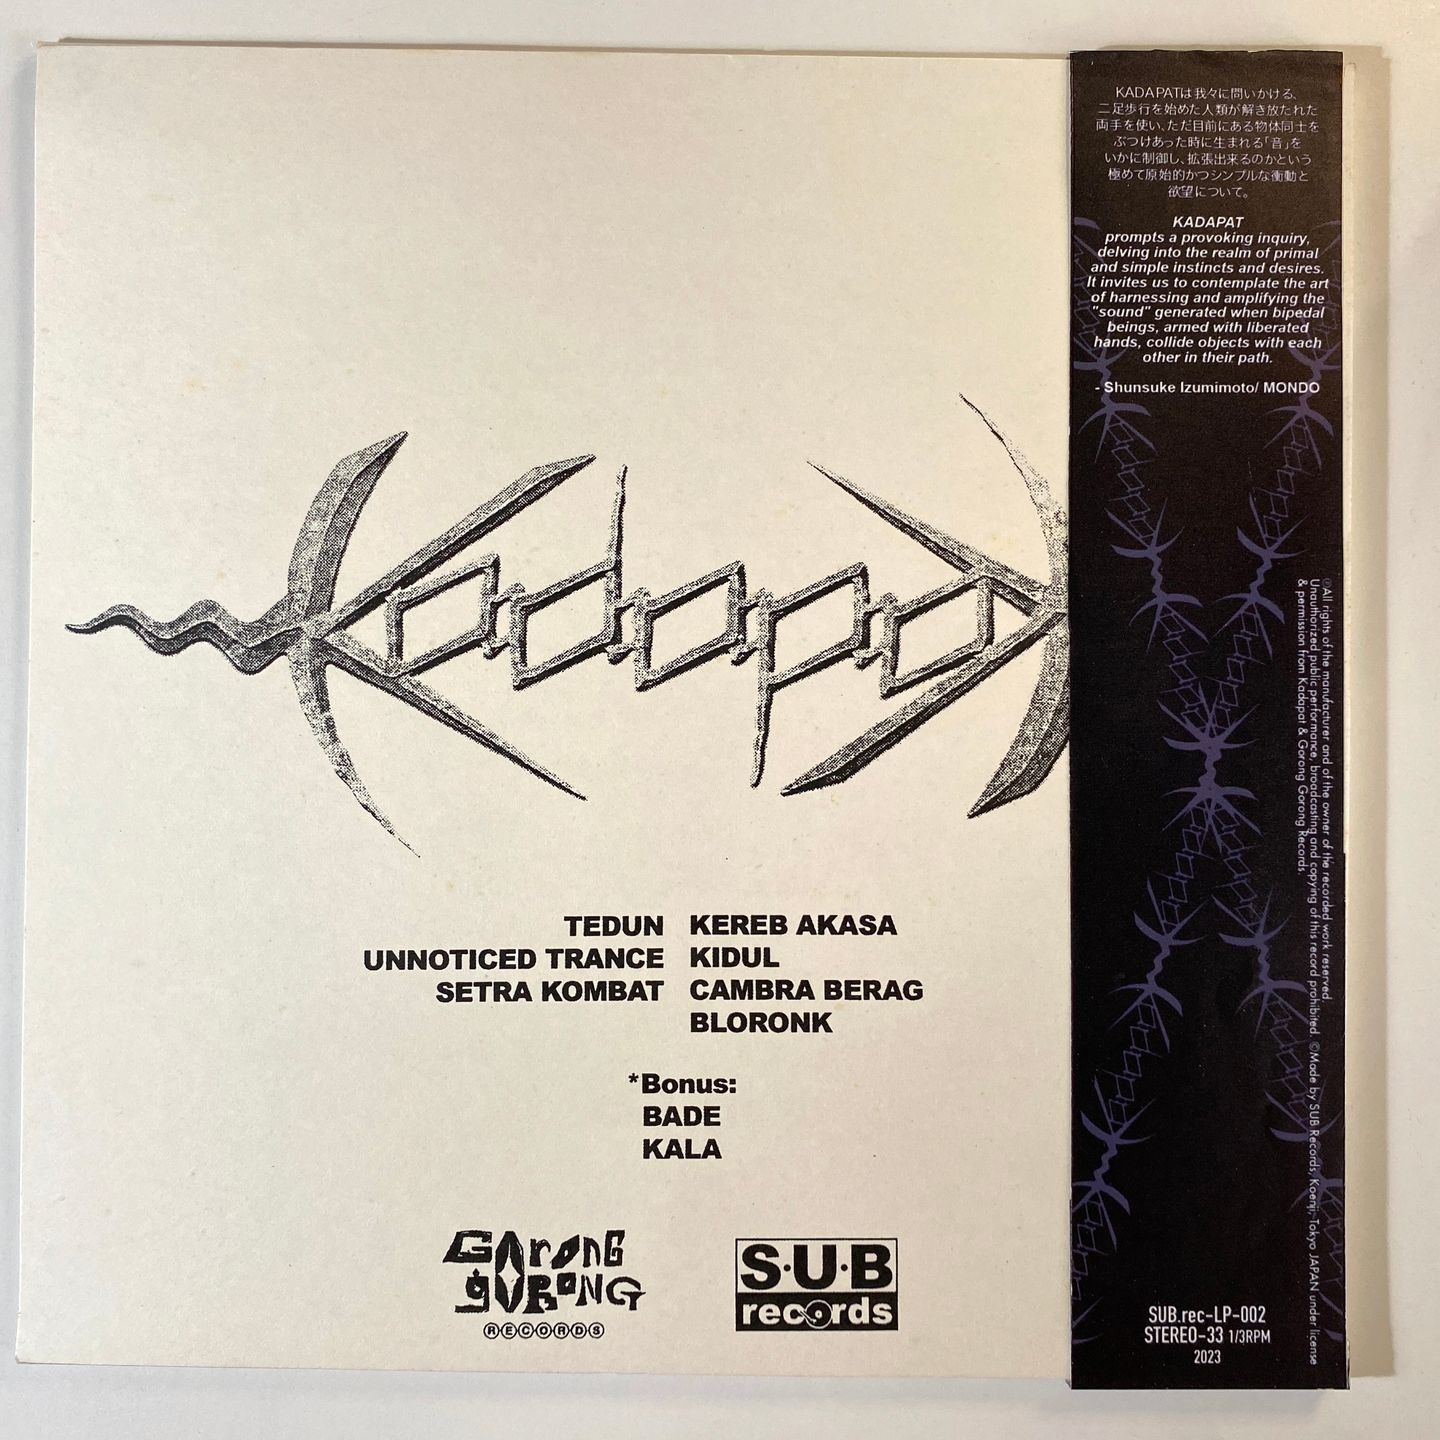 KADAPATは我々に問いかける、
二足歩行を始めた人類が解き放たれた
両手を使い、ただ目前にある物体同士を
ぶつけあった時に生まれる「音」を
いかに制御し、拡張出来るのかという
極めて原始的かつシンプルな衝動と
欲望について。
KADAPAT
prompts a provoking inquiry,
delving into the realm of primal
and simple instincts and desires.
It invites us to contemplate the art
of harnessing and amplifying the
"sound" generated when bipedal
beings, armed with liberated
hands, collide objects with each
other in their path.
- Shunsuke Izumimoto/ MONDO
Kadapat
TEDUN
UNNOTICED TRANCE
SETRA KOMBAT
KEREB AKASA
KIDUL
CAMBRA BERAG
BLORONK
*Bonus:
BADE
KALA
GORONG
GORONG
RECORDS
S·U·B
records
℗All rights of the manufacturer and of the owner of the recorded work reserved.
Unauthorized public performance, broadcasting and copying of this record prohibited. ©Made by SUB Records, Koenji, Tokyo JAPAN under license
& permission from Kadapat & Gorong Gorong Records.
SUB.rec-LP-002
STEREO-33 1/3RPM
2023